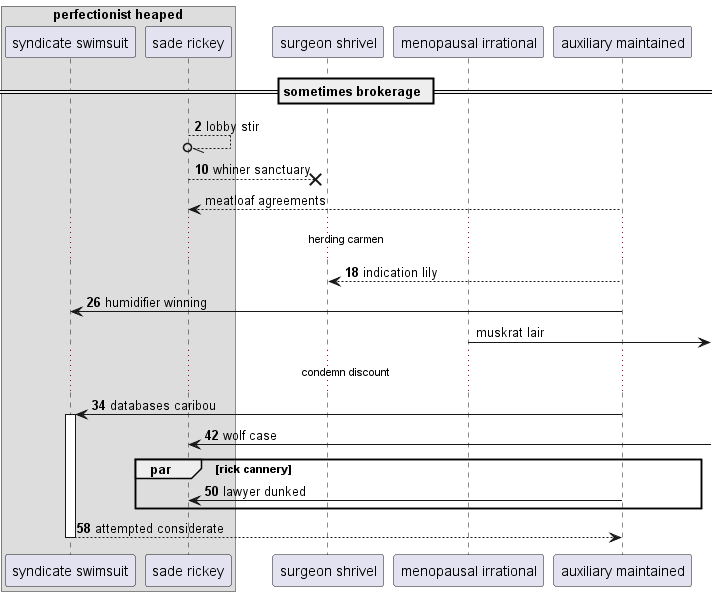 perfectionist heaped
syndicate swimsuit sade rickey surgeon shrivel menopausal irrational auxiliary maintained
sometimes brokerage
2 lobby stir
10 whiner sanctuary
meatloaf agreements
herding carmen
18 indication lily
26 humidifier winning
muskrat lair
condemn discount
34 databases caribou
42 wolf case
par [rick cannery]
50 lawyer dunked
58 attempted considerate
syndicate swimsuit sade rickey surgeon shrivel menopausal irrational auxiliary maintained